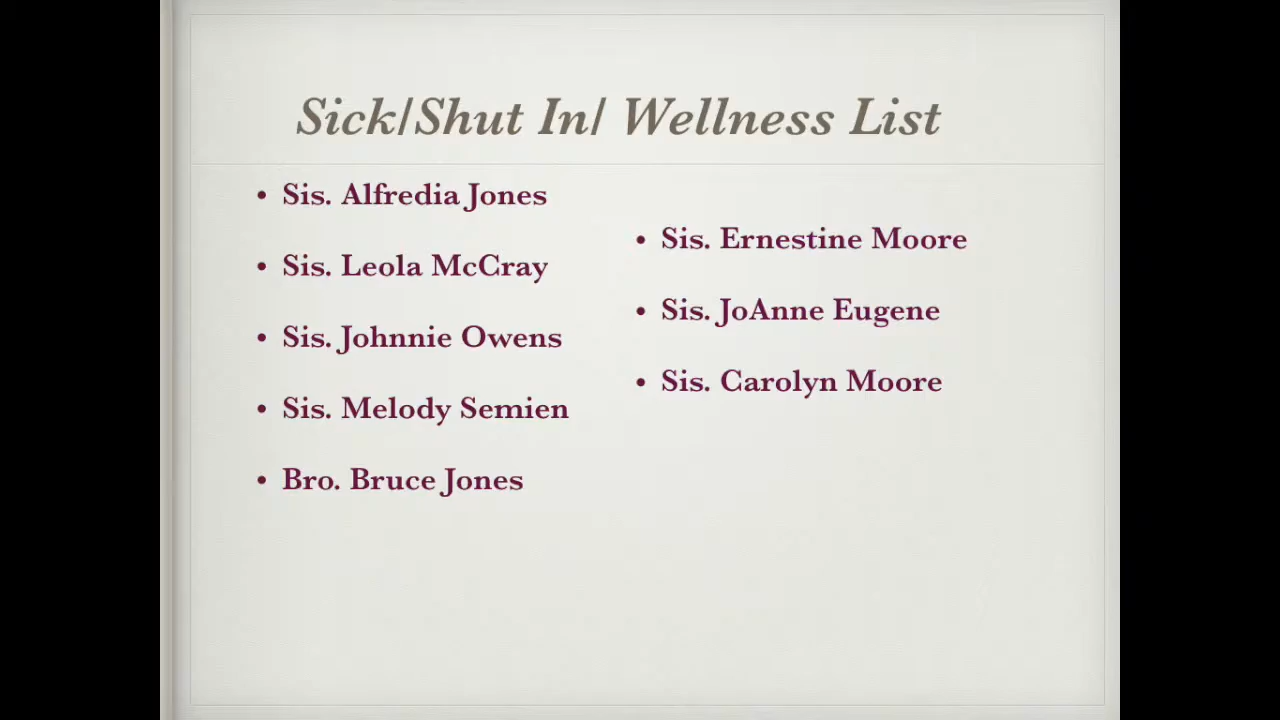 Sick/Shut In/ Wellness List
• Sis. Alfredia Jones
• Sis. Leola McCray
• Sis. Johnnie Owens
• Sis. Melody Semien
• Bro. Bruce Jones
• Sis. Ernestine Moore
• Sis. JoAnne Eugene
• Sis. Carolyn Moore